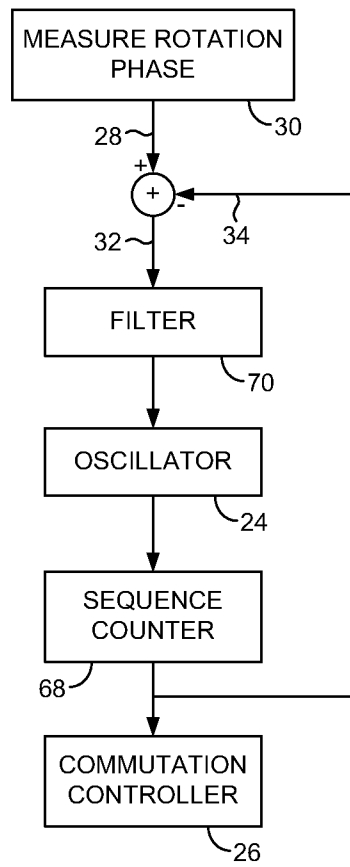 MEASURE ROTATION
PHASE
28
30
+
+
-
32
34
FILTER
70
OSCILLATOR
24
SEQUENCE
COUNTER
68
COMMUTATION
CONTROLLER
26